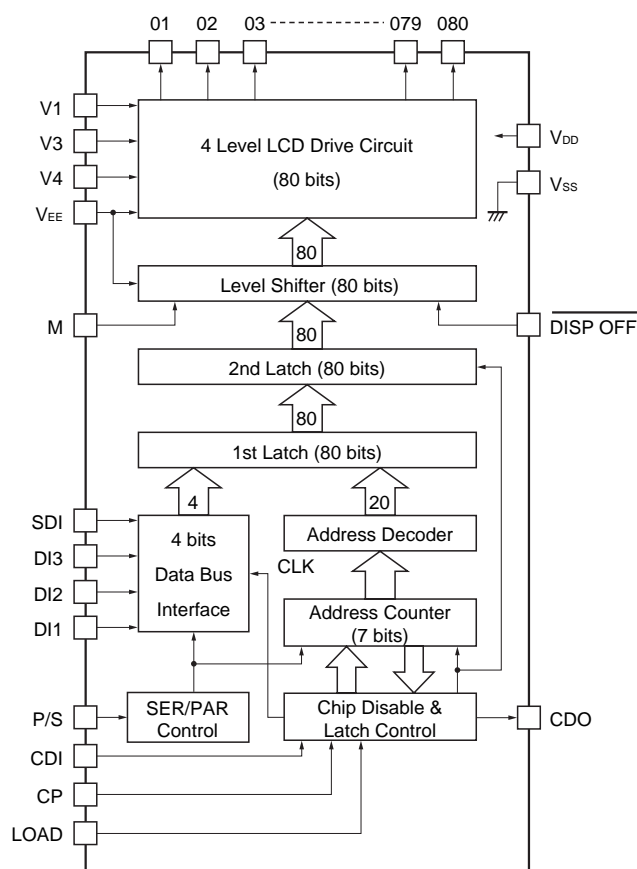 01 02 03 079 080
V1
V3
V4
VEE
4 Level LCD Drive Circuit
(80 bits)
VDD
VSS
80
Level Shifter (80 bits)
M
DISP OFF
80
2nd Latch (80 bits)
80
1st Latch (80 bits)
4
20
SDI
DI3
DI2
DI1
4 bits
Data Bus
Interface
Address Decoder
CLK
Address Counter
(7 bits)
P/S
SER/PAR
Control
Chip Disable &
Latch Control
CDO
CDI
CP
LOAD